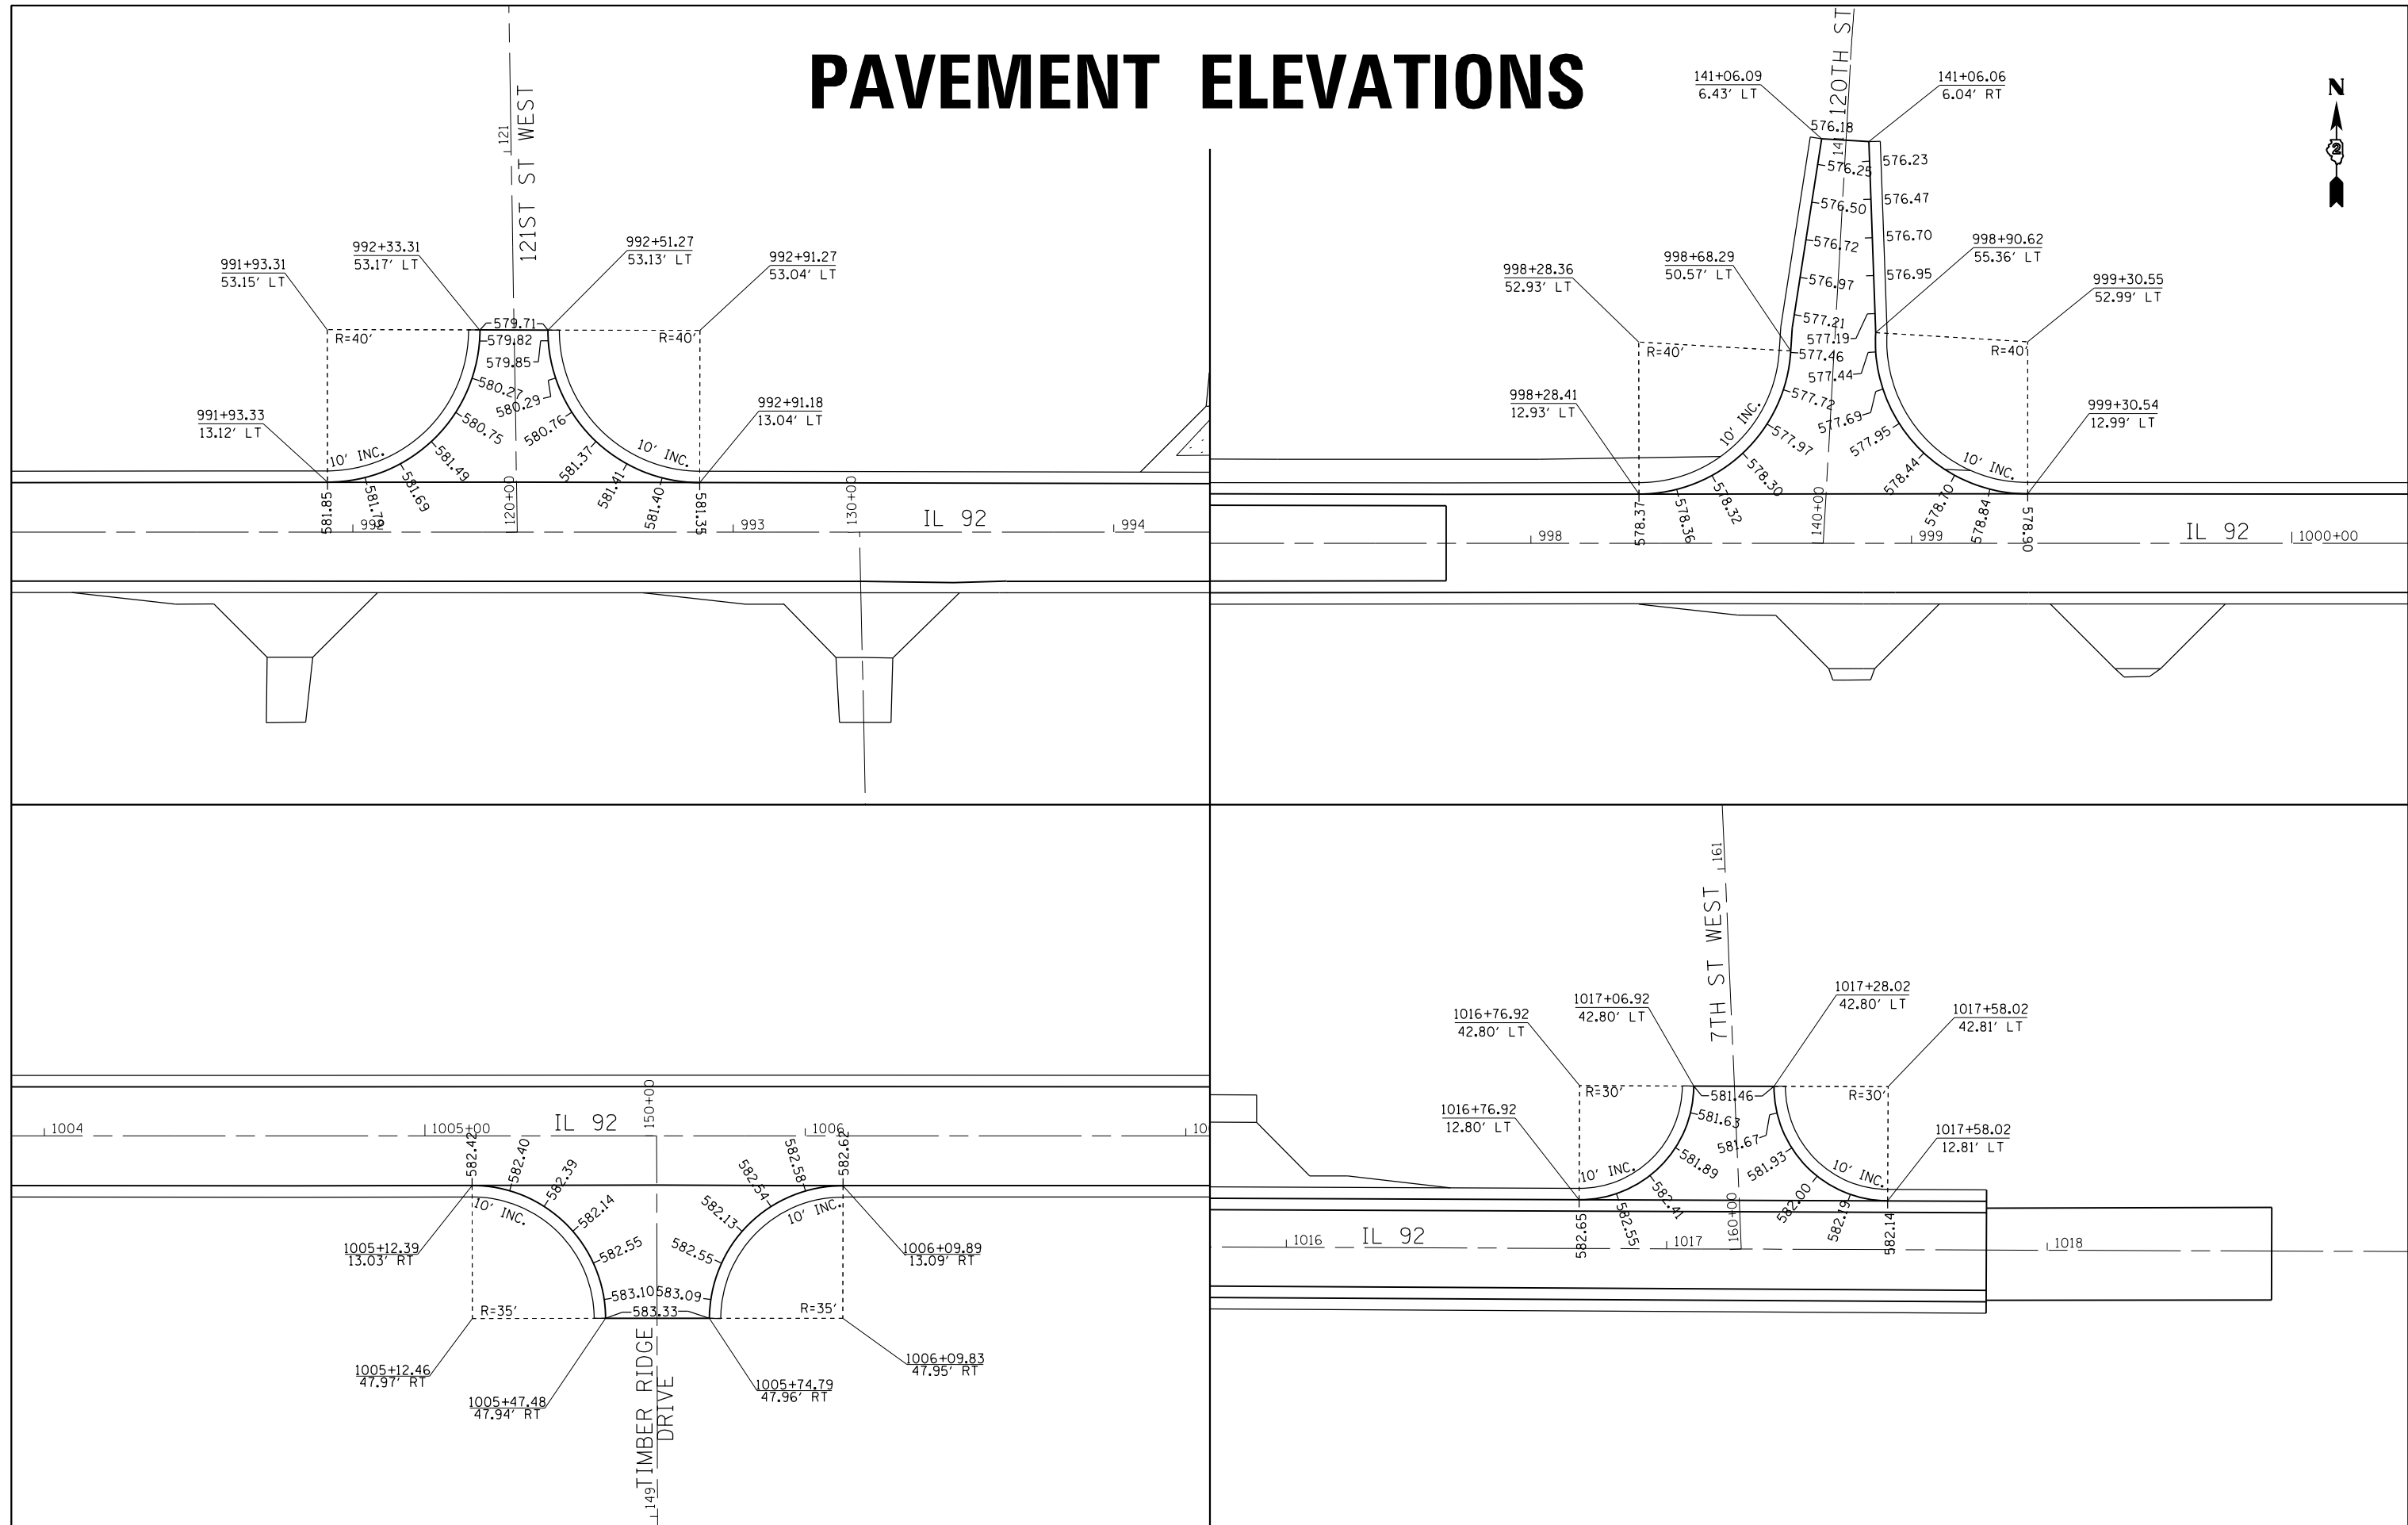 PAVEMENT ELEVATIONS
N
2
121ST ST WEST
121
992+33.31
53.17' LT
992+51.27
53.13' LT
991+93.31
53.15' LT
992+91.27
53.04' LT
R=40'
R=40'
579.71
579.82
579.85
580.27
580.29
580.75
580.76
991+93.33
13.12' LT
992+91.18
13.04' LT
10' INC.
10' INC.
581.85
581.79
581.69
581.49
581.37
581.41
581.40
581.35
992
120+00
993
130+00
IL 92
994
120TH ST
141
141+06.09
6.43' LT
141+06.06
6.04' RT
576.18
576.25
576.23
576.50
576.47
576.72
576.70
576.97
576.95
577.21
577.19
577.46
577.44
577.72
577.69
577.97
577.95
998+68.29
50.57' LT
998+90.62
55.36' LT
998+28.36
52.93' LT
999+30.55
52.99' LT
R=40'
R=40'
998+28.41
12.93' LT
999+30.54
12.99' LT
10' INC.
10' INC.
578.37
578.36
578.32
578.30
578.44
578.70
578.84
578.90
998
140+00
999
IL 92
1000+00
1004
1005+00
IL 92
150+00
1006
582.42
582.40
582.39
582.14
582.55
583.10
583.09
583.33
582.55
582.13
582.54
582.58
582.62
10' INC.
10' INC.
1005+12.39
13.03' RT
1006+09.89
13.09' RT
R=35'
R=35'
1005+12.46
47.97' RT
1006+09.83
47.95' RT
1005+47.48
47.94' RT
1005+74.79
47.96' RT
TIMBER RIDGE
DRIVE
149
161
7TH ST WEST
1017+06.92
42.80' LT
1017+28.02
42.80' LT
1016+76.92
42.80' LT
1017+58.02
42.81' LT
R=30'
R=30'
581.46
581.63
581.67
581.89
581.93
1016+76.92
12.80' LT
1017+58.02
12.81' LT
10' INC.
10' INC.
582.65
582.55
582.41
582.00
582.19
582.14
1016
IL 92
1017
160+00
1018